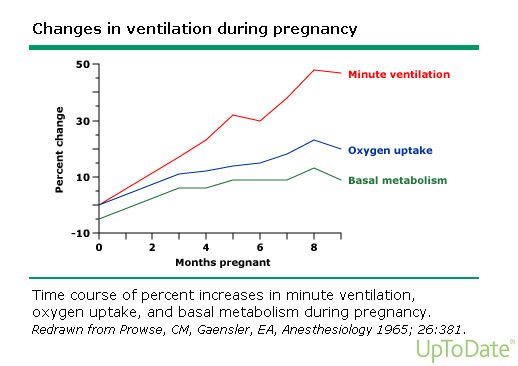 Changes in ventilation during pregnancy
50
30
10
-10
Percent change
Minute ventilation
Oxygen uptake
Basal metabolism
0 2 4 6 8
Months pregnant
Time course of percent increases in minute ventilation,
oxygen uptake, and basal metabolism during pregnancy.
Redrawn from Prowse, CM, Gaensler, EA, Anesthesiology 1965; 26:381.
UpToDate®